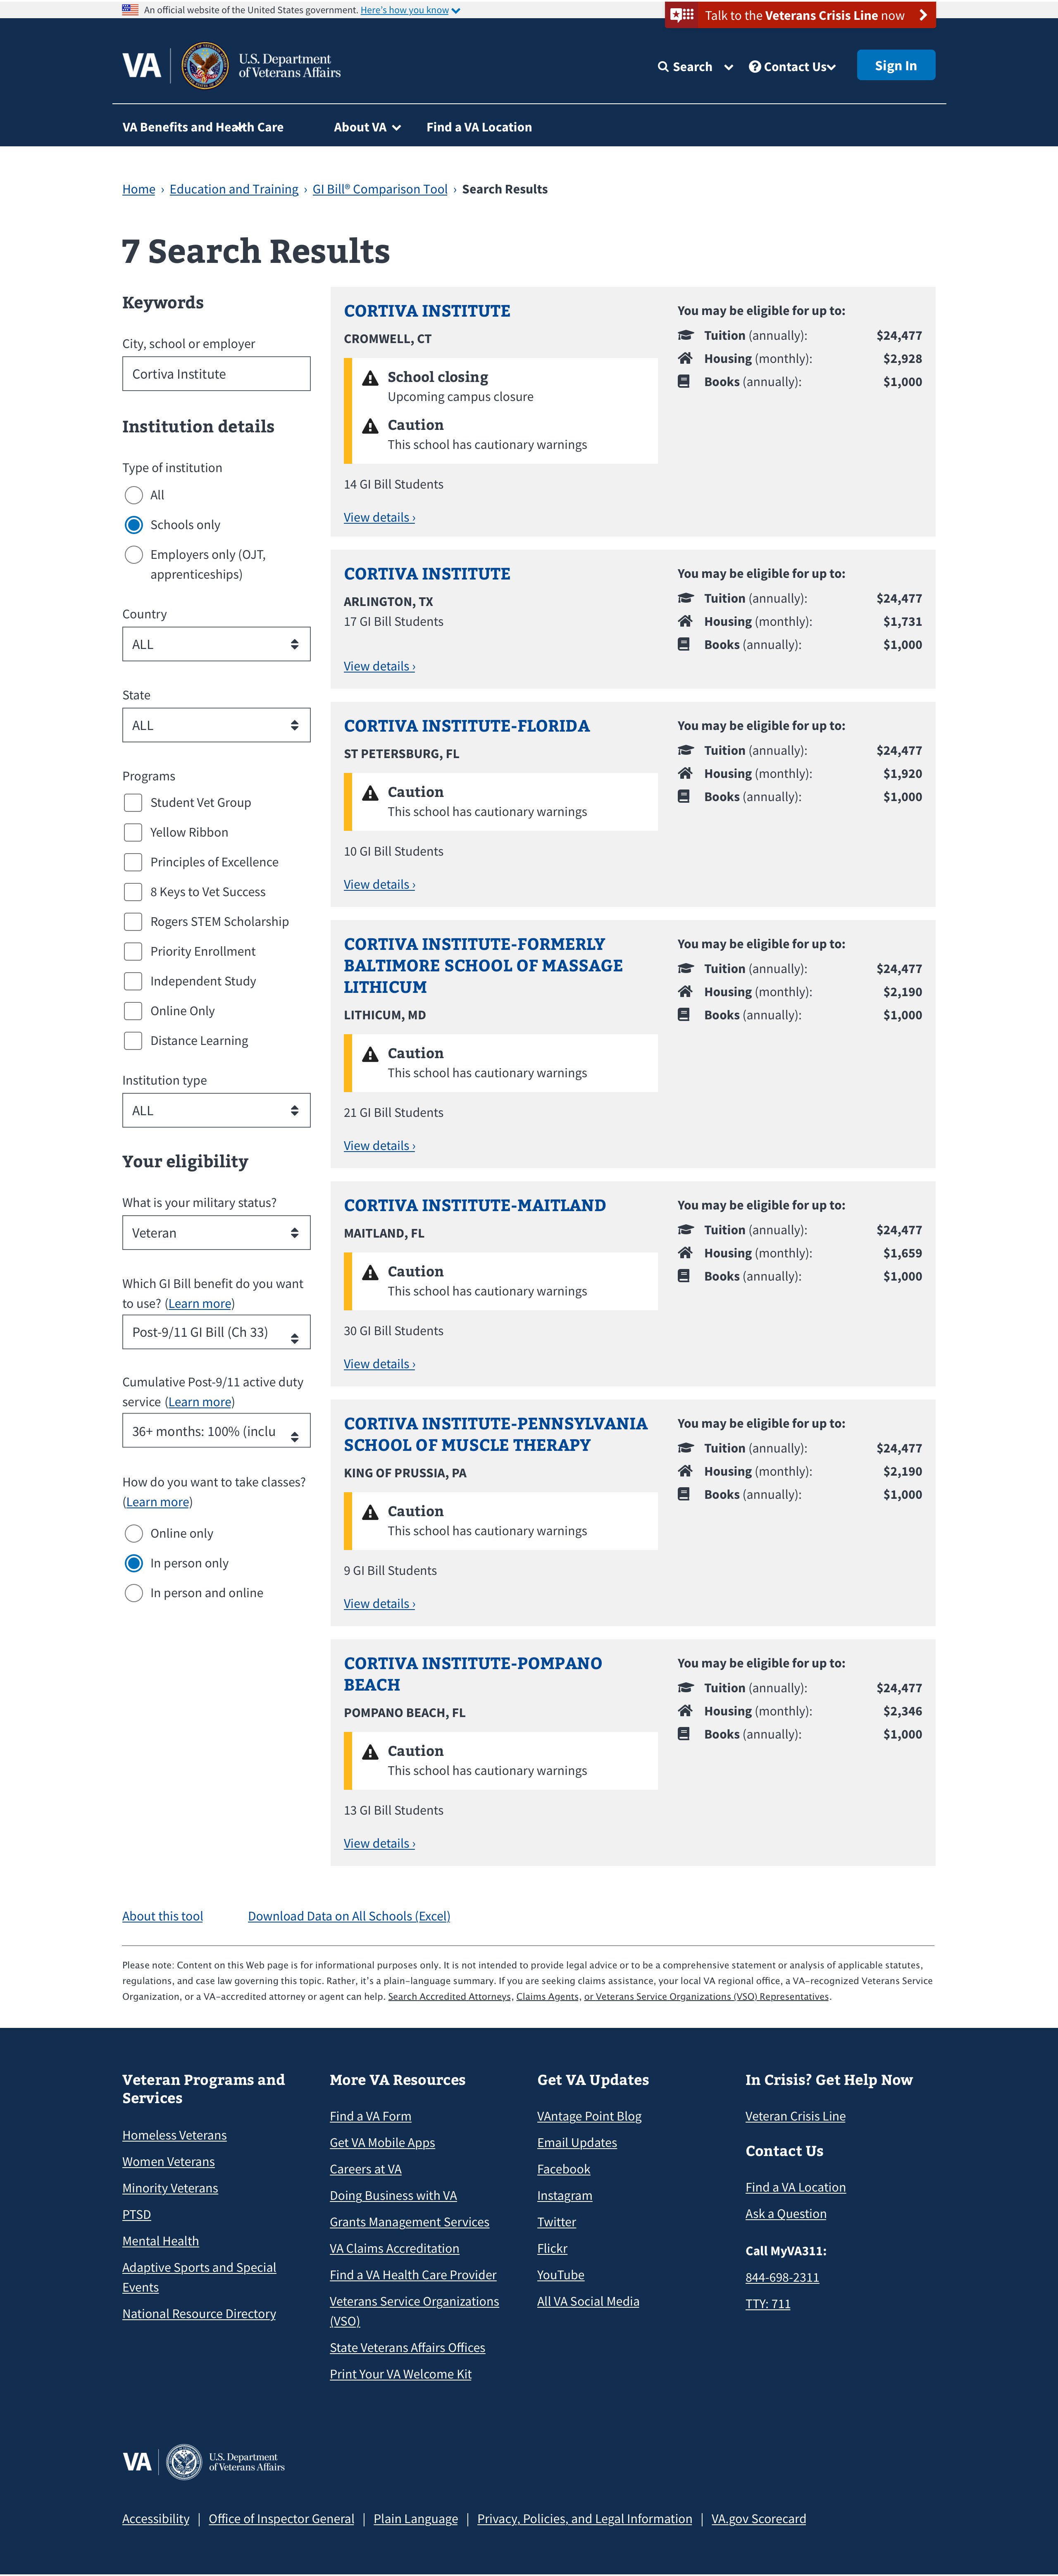 An official website of the United States government. Here's how you know
Talk to the Veterans Crisis Line now
VA
U.S. Department
of Veterans Affairs
Search
Contact Us
Sign In
VA Benefits and Health Care
About VA
Find a VA Location
Home › Education and Training › GI Bill® Comparison Tool › Search Results
7 Search Results
Keywords
City, school or employer
Cortiva Institute
Institution details
Type of institution
All
Schools only
Employers only (OJT,
apprenticeships)
Country
ALL
State
ALL
Programs
Student Vet Group
Yellow Ribbon
Principles of Excellence
8 Keys to Vet Success
Rogers STEM Scholarship
Priority Enrollment
Independent Study
Online Only
Distance Learning
Institution type
ALL
Your eligibility
What is your military status?
Veteran
Which GI Bill benefit do you want
to use? (Learn more)
Post-9/11 GI Bill (Ch 33)
Cumulative Post-9/11 active duty
service (Learn more)
36+ months: 100% (inclu
How do you want to take classes?
(Learn more)
Online only
In person only
In person and online
CORTIVA INSTITUTE
CROMWELL, CT
School closing
Upcoming campus closure
Caution
This school has cautionary warnings
14 GI Bill Students
View details ›
You may be eligible for up to:
Tuition (annually): $24,477
Housing (monthly): $2,928
Books (annually): $1,000
CORTIVA INSTITUTE
ARLINGTON, TX
17 GI Bill Students
View details ›
You may be eligible for up to:
Tuition (annually): $24,477
Housing (monthly): $1,731
Books (annually): $1,000
CORTIVA INSTITUTE-FLORIDA
ST PETERSBURG, FL
Caution
This school has cautionary warnings
10 GI Bill Students
View details ›
You may be eligible for up to:
Tuition (annually): $24,477
Housing (monthly): $1,920
Books (annually): $1,000
CORTIVA INSTITUTE-FORMERLY
BALTIMORE SCHOOL OF MASSAGE
LITHICUM
LITHICUM, MD
Caution
This school has cautionary warnings
21 GI Bill Students
View details ›
You may be eligible for up to:
Tuition (annually): $24,477
Housing (monthly): $2,190
Books (annually): $1,000
CORTIVA INSTITUTE-MAITLAND
MAITLAND, FL
Caution
This school has cautionary warnings
30 GI Bill Students
View details ›
You may be eligible for up to:
Tuition (annually): $24,477
Housing (monthly): $1,659
Books (annually): $1,000
CORTIVA INSTITUTE-PENNSYLVANIA
SCHOOL OF MUSCLE THERAPY
KING OF PRUSSIA, PA
Caution
This school has cautionary warnings
9 GI Bill Students
View details ›
You may be eligible for up to:
Tuition (annually): $24,477
Housing (monthly): $2,190
Books (annually): $1,000
CORTIVA INSTITUTE-POMPANO
BEACH
POMPANO BEACH, FL
Caution
This school has cautionary warnings
13 GI Bill Students
View details ›
You may be eligible for up to:
Tuition (annually): $24,477
Housing (monthly): $2,346
Books (annually): $1,000
About this tool
Download Data on All Schools (Excel)
Please note: Content on this Web page is for informational purposes only. It is not intended to provide legal advice or to be a comprehensive statement or analysis of applicable statutes,
regulations, and case law governing this topic. Rather, it's a plain-language summary. If you are seeking claims assistance, your local VA regional office, a VA-recognized Veterans Service
Organization, or a VA-accredited attorney or agent can help. Search Accredited Attorneys, Claims Agents, or Veterans Service Organizations (VSO) Representatives.
Veteran Programs and
Services
Homeless Veterans
Women Veterans
Minority Veterans
PTSD
Mental Health
Adaptive Sports and Special
Events
National Resource Directory
More VA Resources
Find a VA Form
Get VA Mobile Apps
Careers at VA
Doing Business with VA
Grants Management Services
VA Claims Accreditation
Find a VA Health Care Provider
Veterans Service Organizations
(VSO)
State Veterans Affairs Offices
Print Your VA Welcome Kit
Get VA Updates
VAntage Point Blog
Email Updates
Facebook
Instagram
Twitter
Flickr
YouTube
All VA Social Media
In Crisis? Get Help Now
Veteran Crisis Line
Contact Us
Find a VA Location
Ask a Question
Call MyVA311:
844-698-2311
TTY: 711
VA
U.S. Department
of Veterans Affairs
Accessibility | Office of Inspector General | Plain Language | Privacy, Policies, and Legal Information | VA.gov Scorecard